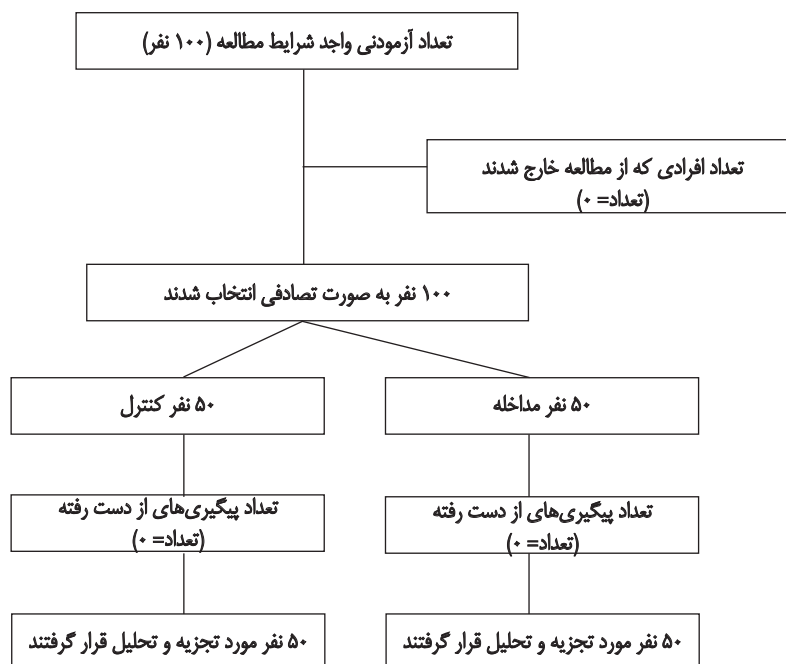 تعداد آزمودنی واجد شرایط مطالعه (۱۰۰ نفر)
تعداد افرادی که از مطالعه خارج شدند
(تعداد= ۰)
۱۰۰ نفر به صورت تصادفی انتخاب شدند
۵۰ نفر مداخله
۵۰ نفر کنترل
تعداد پیگیری‌های از دست رفته
(تعداد= ۰)
تعداد پیگیری‌های از دست رفته
(تعداد= ۰)
۵۰ نفر مورد تجزیه و تحلیل قرار گرفتند
۵۰ نفر مورد تجزیه و تحلیل قرار گرفتند